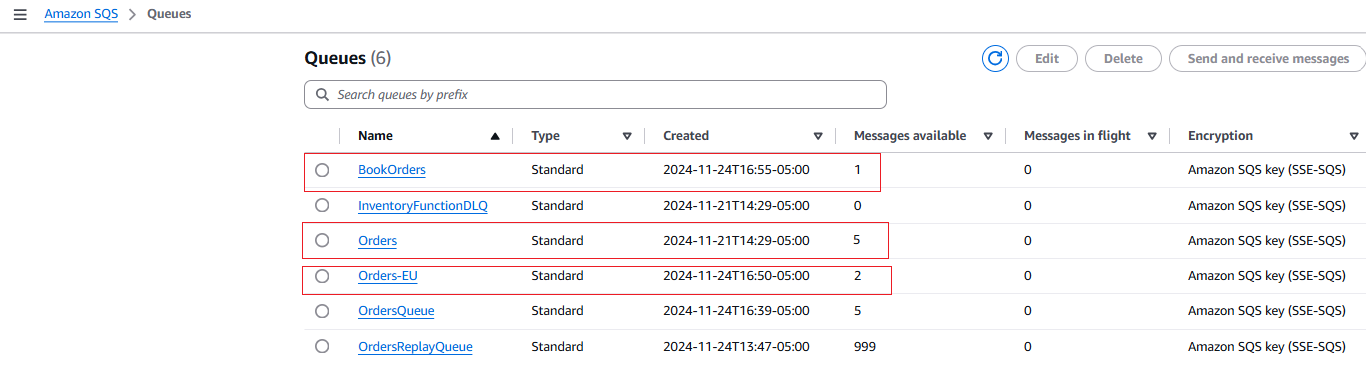 Amazon SQS > Queues
Queues (6) Edit Delete Send and receive messages
Search queues by prefix
Name Type Created Messages available Messages in flight Encryption
BookOrders Standard 2024-11-24T16:55-05:00 1 0 Amazon SQS key (SSE-SQS)
InventoryFunctionDLQ Standard 2024-11-21T14:29-05:00 0 0 Amazon SQS key (SSE-SQS)
Orders Standard 2024-11-21T14:29-05:00 5 0 Amazon SQS key (SSE-SQS)
Orders-EU Standard 2024-11-24T16:50-05:00 2 0 Amazon SQS key (SSE-SQS)
OrdersQueue Standard 2024-11-24T16:39-05:00 5 0 Amazon SQS key (SSE-SQS)
OrdersReplayQueue Standard 2024-11-24T13:47-05:00 999 0 Amazon SQS key (SSE-SQS)